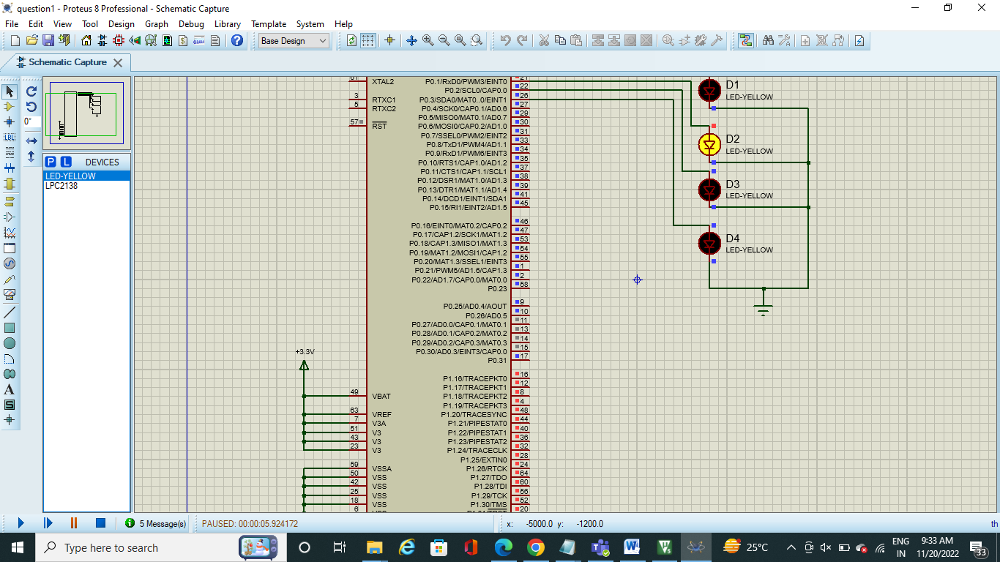 question1 - Proteus 8 Professional - Schematic Capture
File Edit View Tool Design Graph Debug Library Template System Help
Base Design
Schematic Capture
0°
LBL
A
S
P L DEVICES
LED-YELLOW
LPC2138
XTAL2
3 RTXC1
5 RTXC2
57 RST
P0.1/RxD0/PWM3/EINT0 21
P0.2/SCL0/CAP0.0 22
P0.3/SDA0/MAT0..0/EINT1 26
P0.4/SCK0/CAP0.1/AD0.6 27
P0.5/MISO0/MAT0.1/AD0.7 29
P0.6/MOSI0/CAP0.2/AD1.0 30
P0.7/SSEL0/PWM2/EINT2 31
P0.8/TxD1/PWM4/AD1.1 33
P0.9/RxD1/PWM6/EINT3 34
P0.10/RTS1/CAP1.0/AD1.2 35
P0.11/CTS1/CAP1.1/SCL1 37
P0.12/DSR1/MAT1.0/AD1.3 38
P0.13/DTR1/MAT1.1/AD1.4 39
P0.14/DCD1/EINT1/SDA1 41
P0.15/RI1/EINT2/AD1.5 45
P0.16/EINT0/MAT0.2/CAP0.2 46
P0.17/CAP1.2/SCK1/MAT1.2 47
P0.18/CAP1.3/MISO1/MAT1.3 53
P0.19/MAT1.2/MOSI1/CAP1.2 54
P0.20/MAT1.3/SSEL1/EINT3 55
P0.21/PWM5/AD1.6/CAP1.3 1
P0.22/AD1.7/CAP0.0/MAT0.0 2
P0.23 58
P0.25/AD0.4/AOUT 9
P0.26/AD0.5 10
P0.27/AD0.0/CAP0.1/MAT0.1 11
P0.28/AD0.1/CAP0.2/MAT0.2 13
P0.29/AD0.2/CAP0.3/MAT0.3 14
P0.30/AD0.3/EINT3/CAP0.0 15
P0.31 17
P1.16/TRACEPKT0 16
P1.17/TRACEPKT1 12
P1.18/TRACEPKT2 8
P1.19/TRACEPKT3 4
P1.20/TRACESYNC 48
P1.21/PIPESTAT0 44
P1.22/PIPESTAT1 40
P1.23/PIPESTAT2 36
P1.24/TRACECLK 32
P1.25/EXTIN0 28
P1.26/RTCK 24
P1.27/TDO 64
P1.28/TDI 60
P1.29/TCK 56
P1.30/TMS 52
20
+3.3V
49 VBAT
63 VREF
7 V3A
51 V3
43 V3
23 V3
59 VSSA
50 VSS
42 VSS
25 VSS
18 VSS
6
D1
LED-YELLOW
D2
LED-YELLOW
D3
LED-YELLOW
D4
LED-YELLOW
5 Message(s) PAUSED: 00:00:05.924172 x: -5000.0 y: -1200.0 th
Type here to search
25°C
ENG
IN
9:33 AM
11/20/2022
33